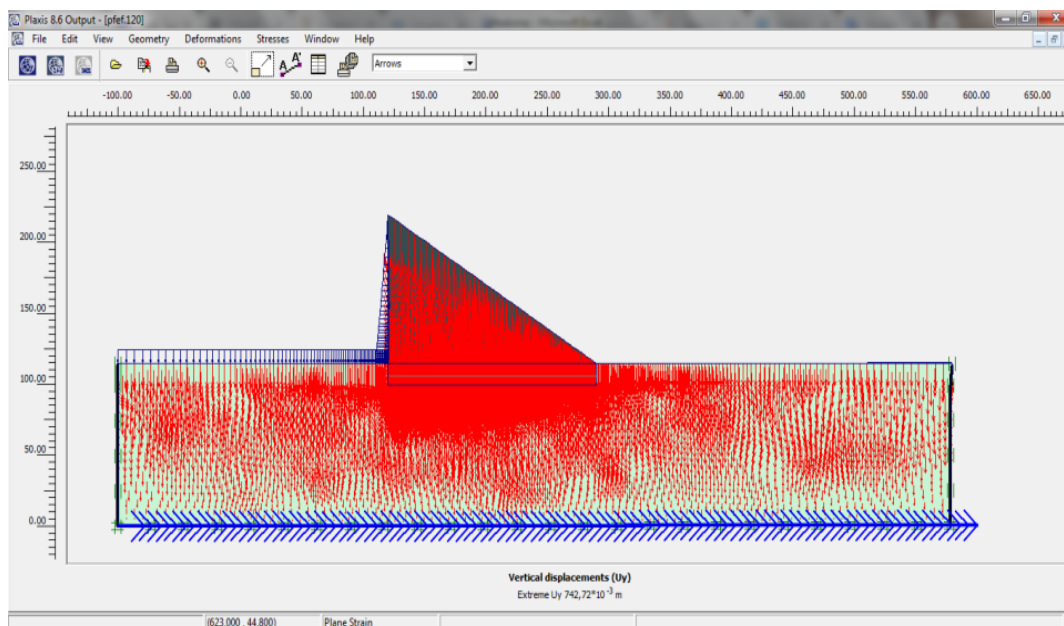 Plaxis 8.6 Output - [pfef.120]
File Edit View Geometry Deformations Stresses Window Help
Arrows
-100.00 -50.00 0.00 50.00 100.00 150.00 200.00 250.00 300.00 350.00 400.00 450.00 500.00 550.00 600.00 650.00
250.00
200.00
150.00
100.00
50.00
0.00
Vertical displacements (Uy)
Extreme Uy 742,72*10 -3 m
(623.000 , 44.800) Plane Strain